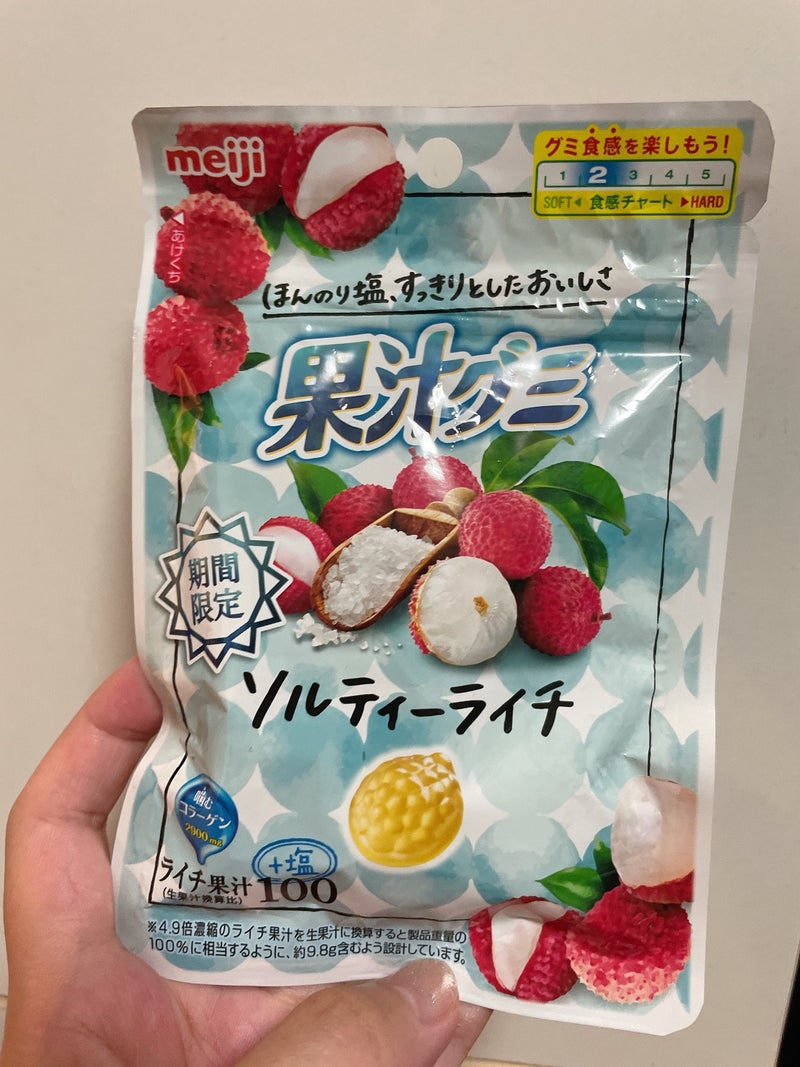 meiji
グミ食感を楽しもう!
1 2 3 4 5
SOFT◀ 食感チャート ▶HARD
◀あけくち
ほんのり塩、すっきりとしたおいしさ
果汁グミ
期間
限定
ソルティーライチ
噛む
コラーゲン
2900mg
+塩
ライチ果汁100
(生果汁換算比)
※4.9倍濃縮のライチ果汁を生果汁に換算すると製品重量の
100%に相当するように、約9.8g含むよう設計しています。